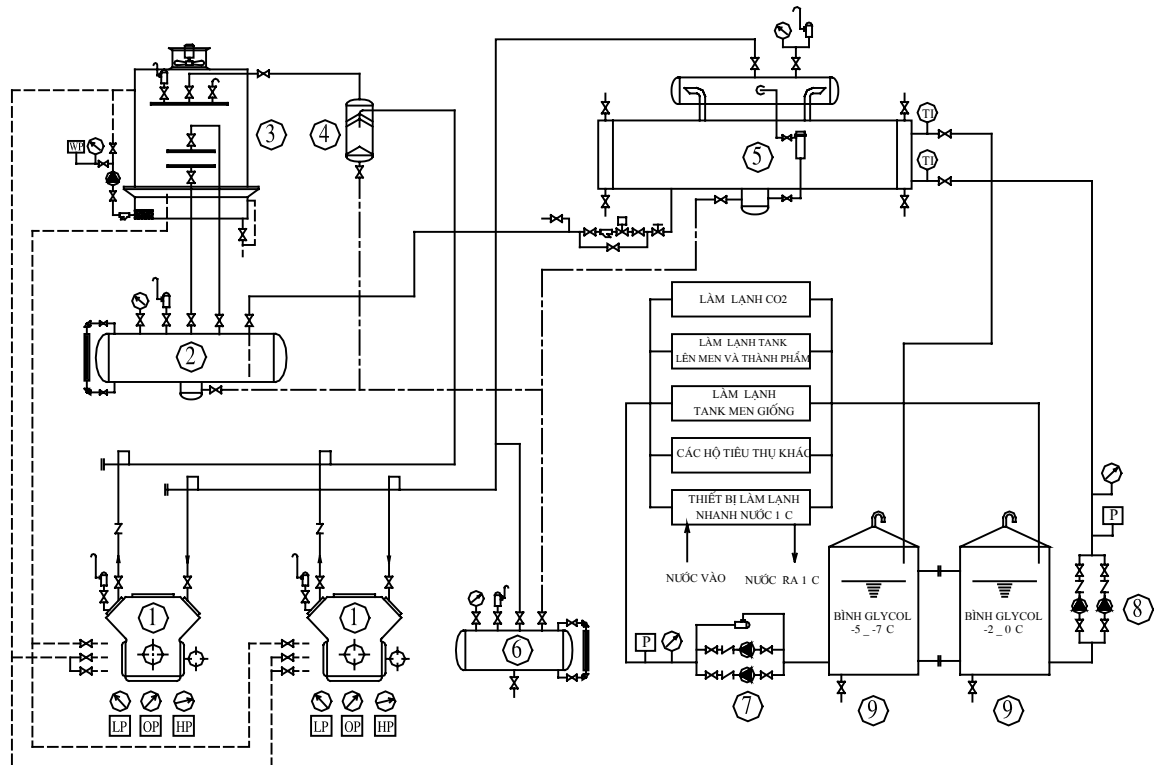 3
4
WP
5
TI
TI
2
LÀM LẠNH CO2
LÀM LẠNH TANK
LÊN MEN VÀ THÀNH PHẨM
LÀM LẠNH
TANK MEN GIỐNG
CÁC HỘ TIÊU THỤ KHÁC
THIẾT BỊ LÀM LẠNH
NHANH NƯỚC 1 C
NƯỚC VÀO
NƯỚC RA 1 C
P
BÌNH GLYCOL
-5 _ -7 C
BÌNH GLYCOL
-2 _ 0 C
8
1
1
6
P
7
9
9
LP
OP
HP
LP
OP
HP